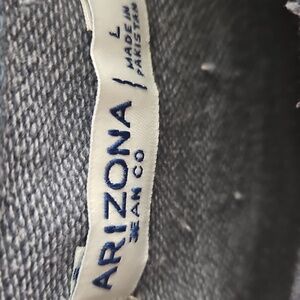 ARIZONA
JEAN CO
L
MADE IN
PAKISTAN